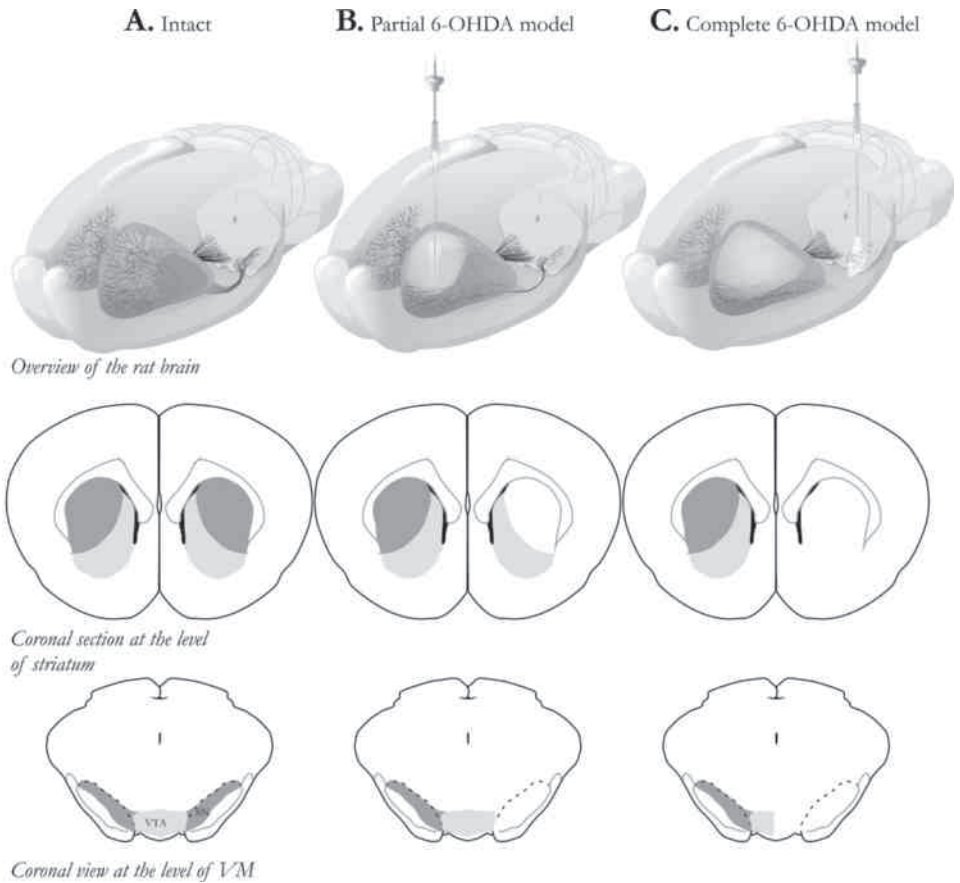 A. Intact
B. Partial 6-OHDA model
C. Complete 6-OHDA model
Overview of the rat brain
Coronal section at the level
of striatum
VTA
SN
Coronal view at the level of VM